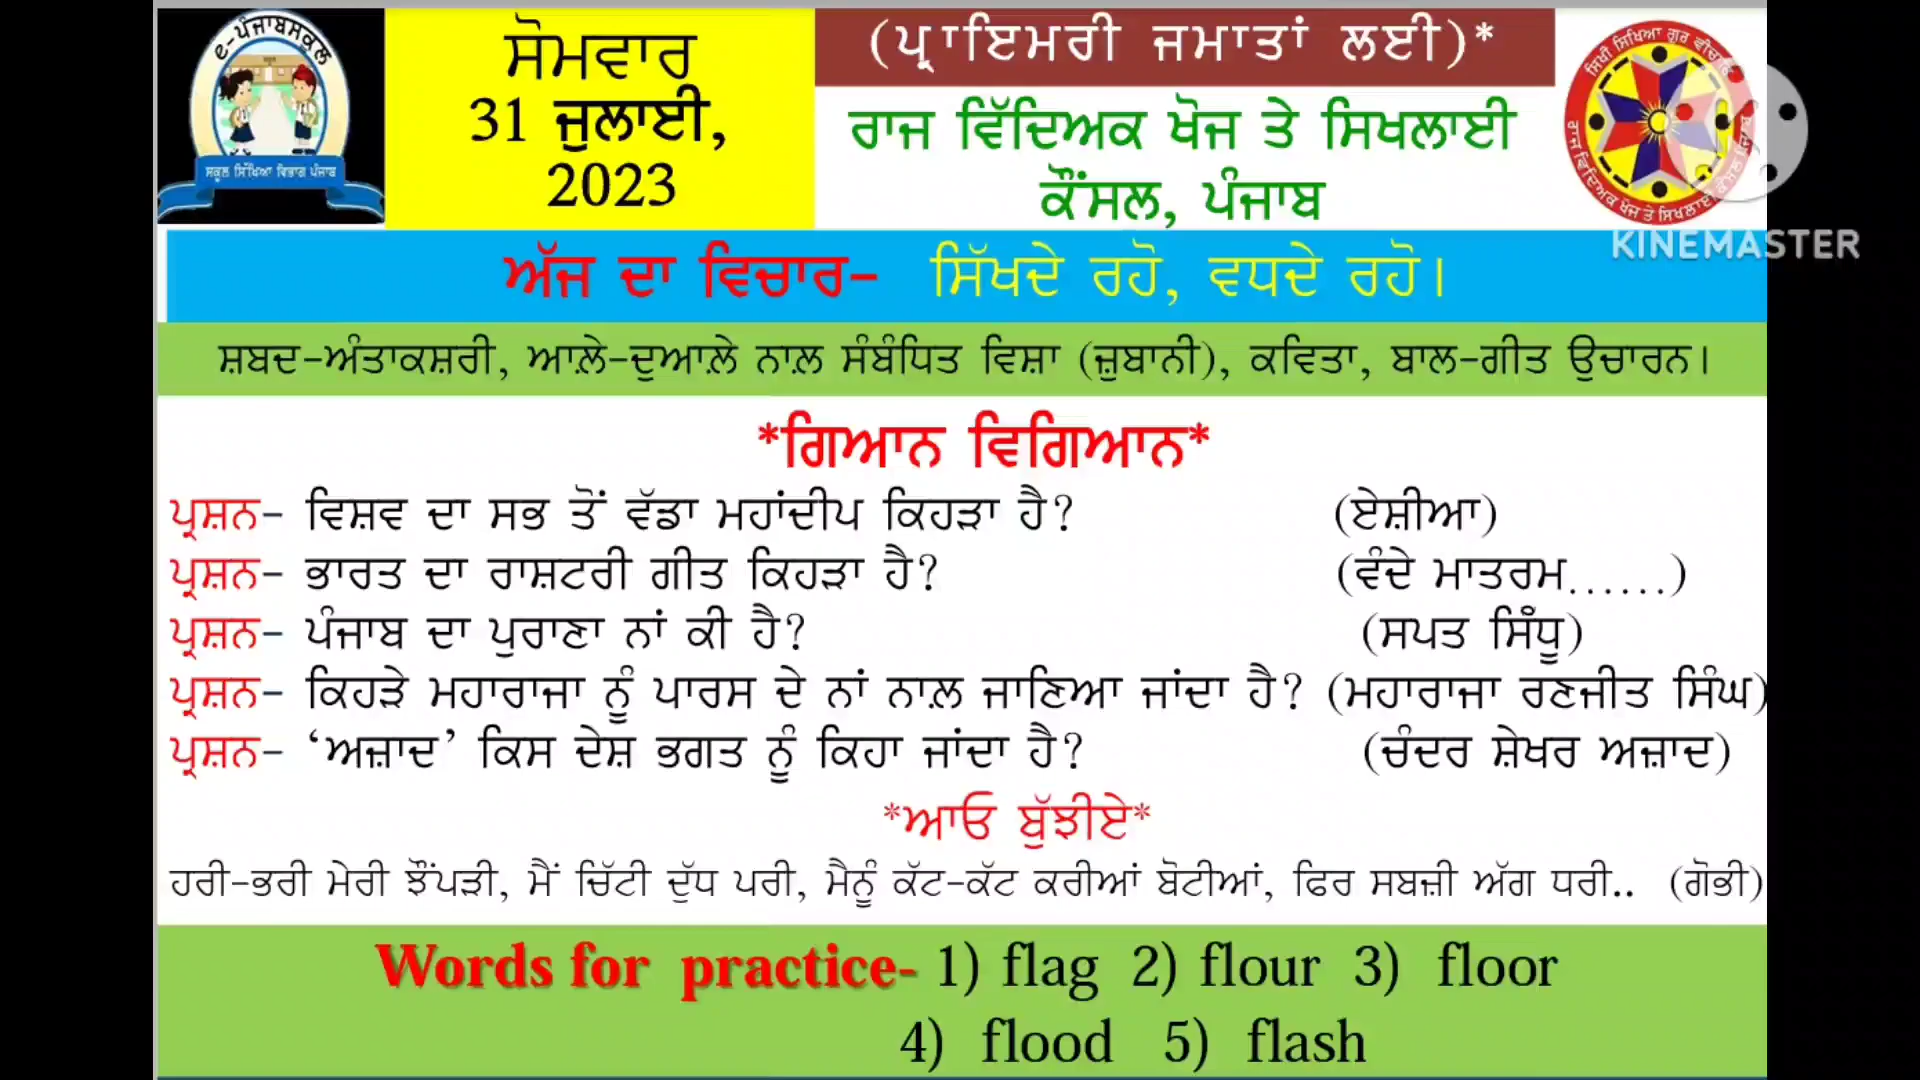 ੲ-ਪੰਜਾਬਸਕੂਲ
ਸਕੂਲ ਸਿੱਖਿਆ ਵਿਭਾਗ ਪੰਜਾਬ
ਸੋਮਵਾਰ
31 ਜੁਲਾਈ,
2023
(ਪ੍ਰਾਇਮਰੀ ਜਮਾਤਾਂ ਲਈ)*
ਰਾਜ ਵਿੱਦਿਅਕ ਖੋਜ ਤੇ ਸਿਖਲਾਈ
ਕੌਂਸਲ, ਪੰਜਾਬ
ਸਿਖੀ ਸਿਖਿਆ ਗੁਰ ਵੀਚਾਰਿ
KINEMASTER
ਅੱਜ ਦਾ ਵਿਚਾਰ- ਸਿੱਖਦੇ ਰਹੋ, ਵਧਦੇ ਰਹੋ।
ਸ਼ਬਦ-ਅੰਤਾਕਸ਼ਰੀ, ਆਲੇ-ਦੁਆਲੇ ਨਾਲ਼ ਸੰਬੰਧਿਤ ਵਿਸ਼ਾ (ਜ਼ੁਬਾਨੀ), ਕਵਿਤਾ, ਬਾਲ-ਗੀਤ ਉਚਾਰਨ।
*ਗਿਆਨ ਵਿਗਿਆਨ*
ਪ੍ਰਸ਼ਨ- ਵਿਸ਼ਵ ਦਾ ਸਭ ਤੋਂ ਵੱਡਾ ਮਹਾਂਦੀਪ ਕਿਹੜਾ ਹੈ? (ਏਸ਼ੀਆ)
ਪ੍ਰਸ਼ਨ- ਭਾਰਤ ਦਾ ਰਾਸ਼ਟਰੀ ਗੀਤ ਕਿਹੜਾ ਹੈ? (ਵੰਦੇ ਮਾਤਰਮ......)
ਪ੍ਰਸ਼ਨ- ਪੰਜਾਬ ਦਾ ਪੁਰਾਣਾ ਨਾਂ ਕੀ ਹੈ? (ਸਪਤ ਸਿੰਧੂ)
ਪ੍ਰਸ਼ਨ- ਕਿਹੜੇ ਮਹਾਰਾਜਾ ਨੂੰ ਪਾਰਸ ਦੇ ਨਾਂ ਨਾਲ਼ ਜਾਣਿਆ ਜਾਂਦਾ ਹੈ? (ਮਹਾਰਾਜਾ ਰਣਜੀਤ ਸਿੰਘ)
ਪ੍ਰਸ਼ਨ- ‘ਅਜ਼ਾਦ’ ਕਿਸ ਦੇਸ਼ ਭਗਤ ਨੂੰ ਕਿਹਾ ਜਾਂਦਾ ਹੈ? (ਚੰਦਰ ਸ਼ੇਖਰ ਅਜ਼ਾਦ)
*ਆਓ ਬੁੱਝੀਏ*
ਹਰੀ-ਭਰੀ ਮੇਰੀ ਝੌਂਪੜੀ, ਮੈਂ ਚਿੱਟੀ ਦੁੱਧ ਪਰੀ, ਮੈਨੂੰ ਕੱਟ-ਕੱਟ ਕਰੀਆਂ ਬੋਟੀਆਂ, ਫਿਰ ਸਬਜ਼ੀ ਅੱਗ ਧਰੀ.. (ਗੋਭੀ)
Words for practice- 1) flag 2) flour 3) floor
4) flood 5) flash